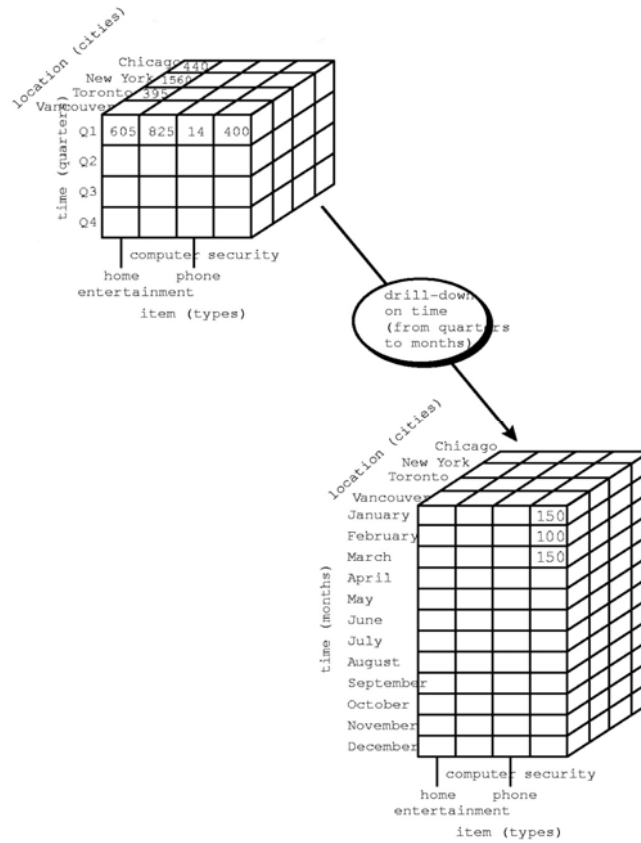 location (cities)
Chicago 440
New York 1560
Toronto 395
Vancouver
time (quarters)
Q1 605 825 14 400
Q2
Q3
Q4
computer security
home phone
entertainment
item (types)
drill-down
on time
(from quarters
to months)
location (cities)
Chicago
New York
Toronto
Vancouver
time (months)
January 150
February 100
March 150
April
May
June
July
August
September
October
November
December
computer security
home phone
entertainment
item (types)